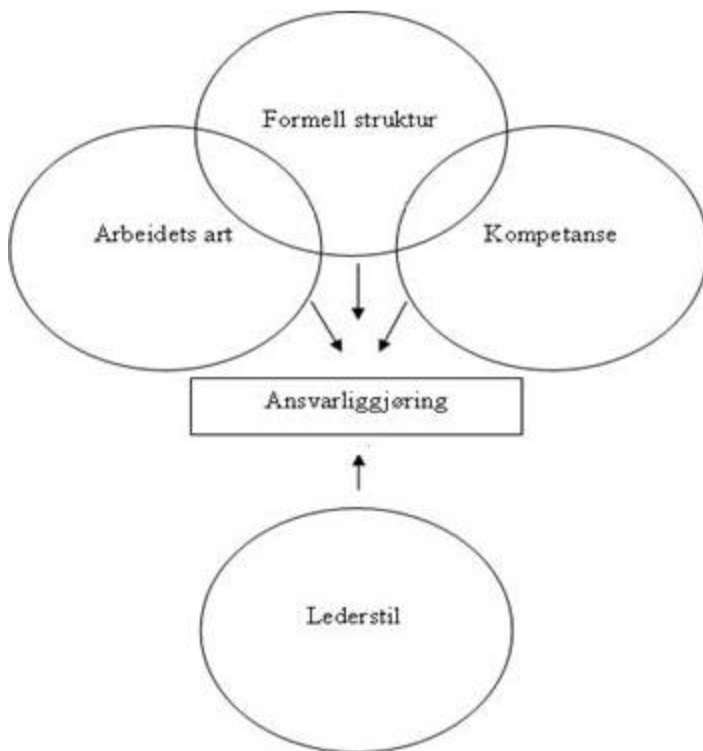 Formell struktur
Arbeidets art
Kompetanse
Ansvarliggjøring
Lederstil